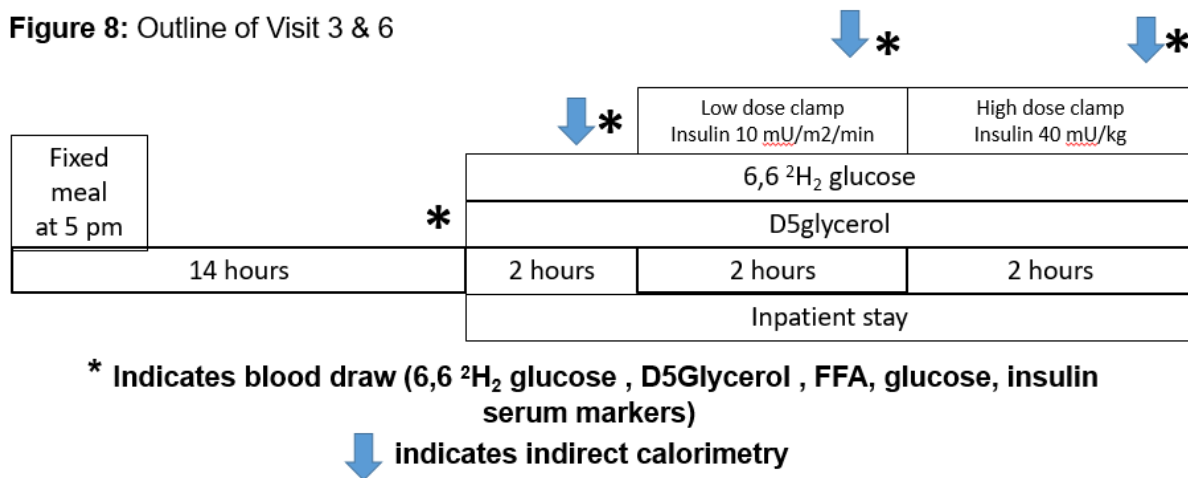 Figure 8: Outline of Visit 3 & 6
*
*
*
Low dose clamp
Insulin 10 mU/m2/min
High dose clamp
Insulin 40 mU/kg
Fixed
meal
at 5 pm
6,6 ²H₂ glucose
*
D5glycerol
14 hours
2 hours
2 hours
2 hours
Inpatient stay
* Indicates blood draw (6,6 ²H₂ glucose , D5Glycerol , FFA, glucose, insulin
serum markers)
indicates indirect calorimetry